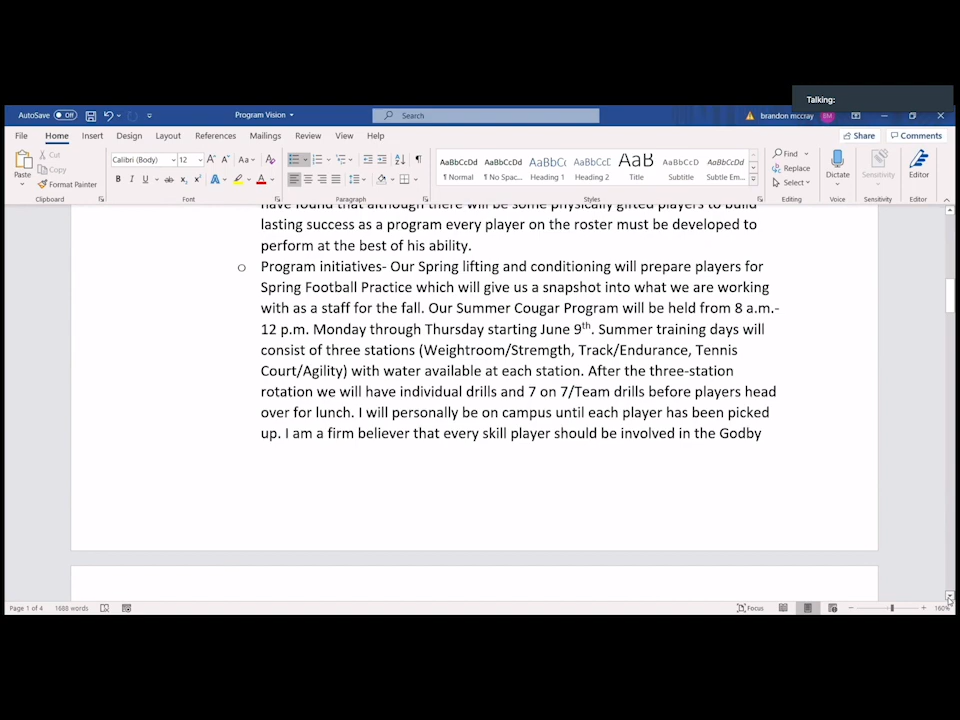 Talking:
AutoSave Off Program Vision Search brandon mccray BM
File Home Insert Design Layout References Mailings Review View Help Share Comments
Cut
Copy
Paste Format Painter
Calibri (Body) 12
Find
Replace
Select
AaBbCcDd AaBbCcDd AaBbCc AaBbCcC AaB AaBbCcD AaBbCcDd
1 Normal 1 No Spac... Heading 1 Heading 2 Title Subtitle Subtle Em...
Dictate Sensitivity Editor
Clipboard Font Paragraph Styles Editing Voice Sensitivity Editor
have found that although there will be some physically gifted players to build
lasting success as a program every player on the roster must be developed to
perform at the best of his ability.
o Program initiatives- Our Spring lifting and conditioning will prepare players for
Spring Football Practice which will give us a snapshot into what we are working
with as a staff for the fall. Our Summer Cougar Program will be held from 8 a.m.-
12 p.m. Monday through Thursday starting June 9th. Summer training days will
consist of three stations (Weightroom/Stremgth, Track/Endurance, Tennis
Court/Agility) with water available at each station. After the three-station
rotation we will have individual drills and 7 on 7/Team drills before players head
over for lunch. I will personally be on campus until each player has been picked
up. I am a firm believer that every skill player should be involved in the Godby
Page 1 of 4 1688 words Focus 160%